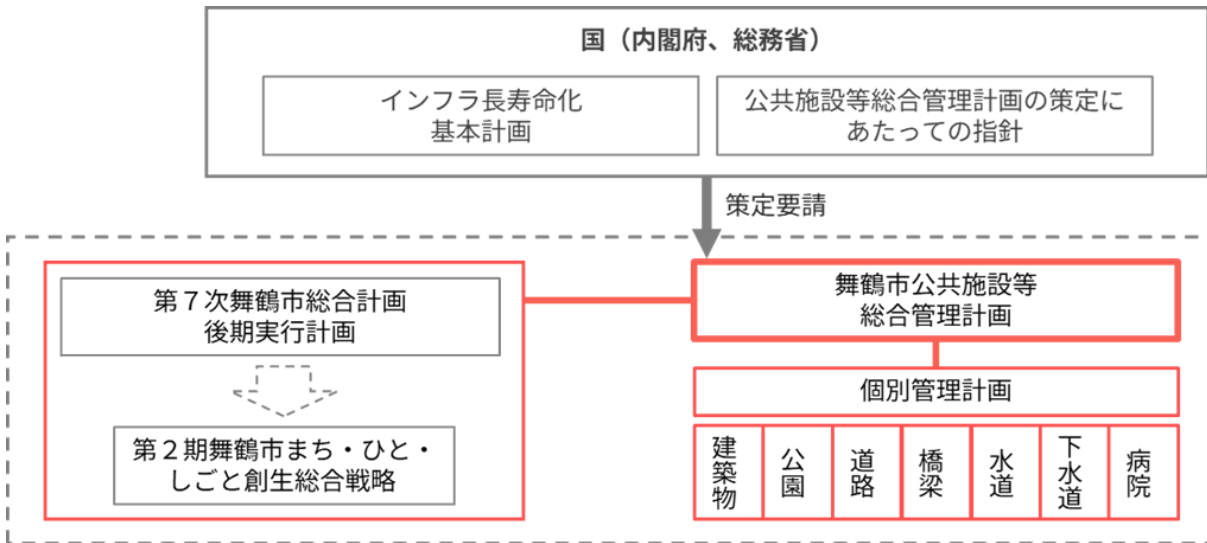 国（内閣府、総務省）
インフラ長寿命化
基本計画
公共施設等総合管理計画の策定に
あたっての指針
策定要請
第７次舞鶴市総合計画
後期実行計画
第２期舞鶴市まち・ひと・
しごと創生総合戦略
舞鶴市公共施設等
総合管理計画
個別管理計画
建築物
公園
道路
橋梁
水道
下水道
病院